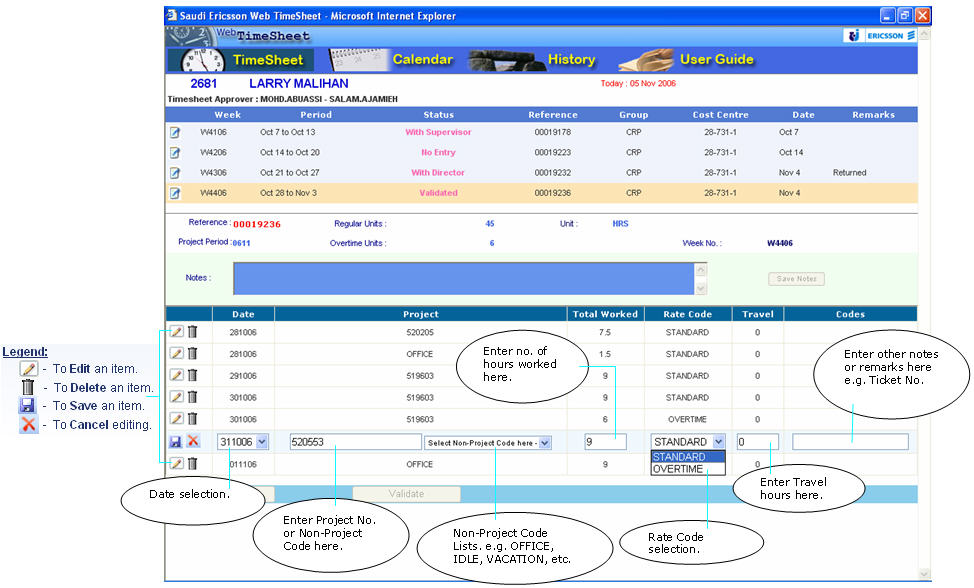 Saudi Ericsson Web TimeSheet - Microsoft Internet Explorer
Web TimeSheet
ERICSSON
TimeSheet Calendar History User Guide
2681 LARRY MALIHAN Today : 05 Nov 2006
Timesheet Approver : MOHD.ABUASSI - SALAM.AJAMIEH
Week Period Status Reference Group Cost Centre Date Remarks
W4106 Oct 7 to Oct 13 With Supervisor 00019178 CRP 28-731-1 Oct 7
W4206 Oct 14 to Oct 20 No Entry 00019223 CRP 28-731-1 Oct 14
W4306 Oct 21 to Oct 27 With Director 00019232 CRP 28-731-1 Nov 4 Returned
W4406 Oct 28 to Nov 3 Validated 00019236 CRP 28-731-1 Nov 4
Reference : 00019236 Regular Units : 45 Unit : HRS
Project Period :0611 Overtime Units : 6 Week No. : W4406
Notes : Save Notes
Date Project Total Worked Rate Code Travel Codes
281006 520205 7.5 STANDARD 0
281006 OFFICE 1.5 STANDARD 0
291006 519603 9 STANDARD 0
301006 519603 9 STANDARD 0
301006 519603 6 OVERTIME 0
311006 520553 Select Non-Project Code here - 9 STANDARD 0
STANDARD
OVERTIME
011106 OFFICE 9 0
Validate
Legend:
- To Edit an item.
- To Delete an item.
- To Save an item.
- To Cancel editing.
Enter no. of
hours worked
here.
Enter other notes
or remarks here
e.g. Ticket No.
Date selection.
Enter Project No.
or Non-Project
Code here.
Non-Project Code
Lists. e.g. OFFICE,
IDLE, VACATION, etc.
Rate Code
selection.
Enter Travel
hours here.